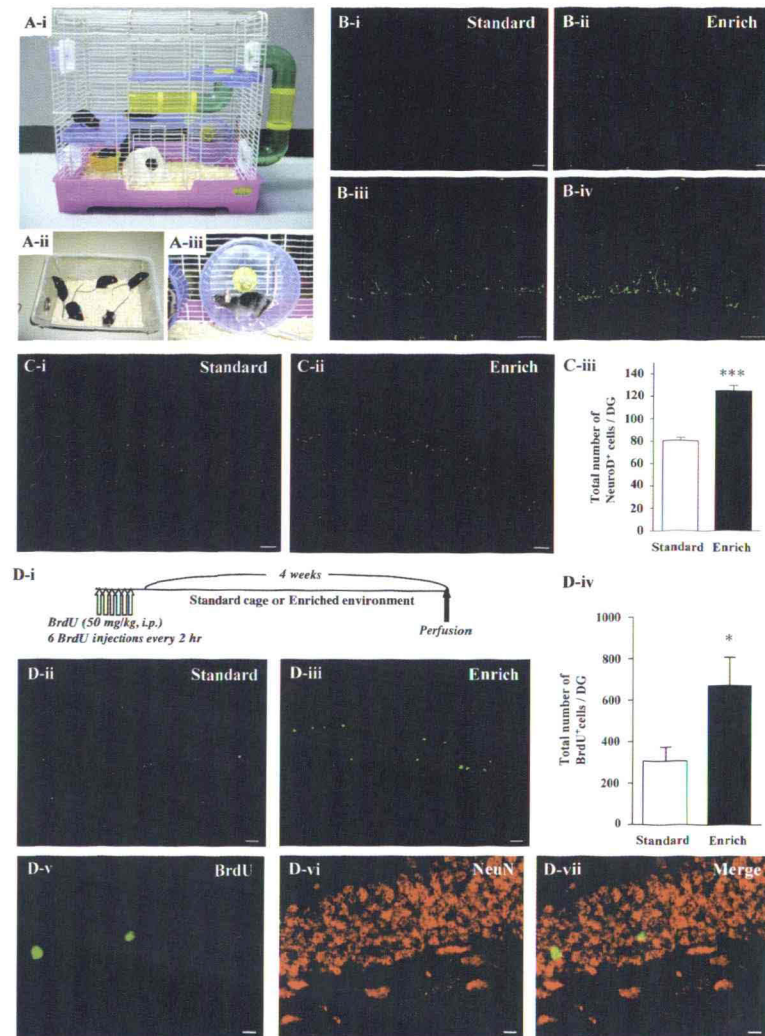 A-i
B-i Standard
B-ii Enrich
B-iii
B-iv
A-ii
A-iii
C-i Standard
C-ii Enrich
C-iii
Total number of
NeuroD⁺ cells / DG
140
120
100
80
60
40
20
0
***
Standard Enrich
D-i
4 weeks
Standard cage or Enriched environment
BrdU (50 mg/kg, i.p.)
6 BrdU injections every 2 hr
Perfusion
D-ii Standard
D-iii Enrich
D-iv
Total number of
BrdU⁺cells / DG
1000
800
600
400
200
0
*
Standard Enrich
D-v BrdU
D-vi NeuN
D-vii Merge